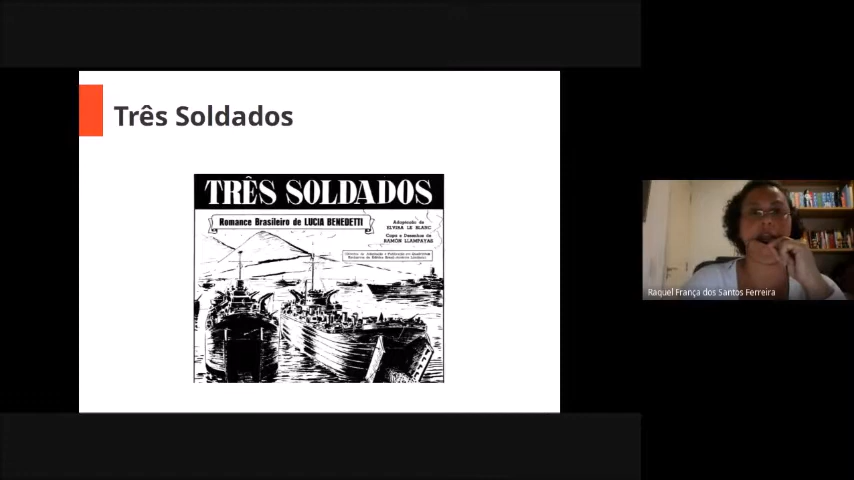 Três Soldados
TRÊS SOLDADOS
Romance Brasileiro de LUCIA BENEDETTI
Adaptação de
ELVIRA LE BLANC
Capa e Desenhos de
RAMÓN LLAMPAYAS
Raquel França dos Santos Ferreira